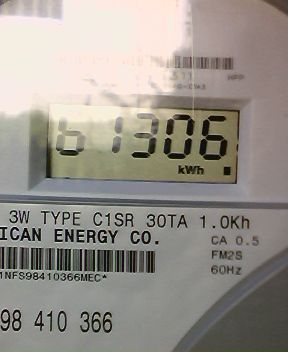 HPP
61306
kWh
3W TYPE C1SR 30TA 1.0Kh
ICAN ENERGY CO.
CA 0.5
FM2S
60Hz
1NFS98410366MEC*
98 410 366